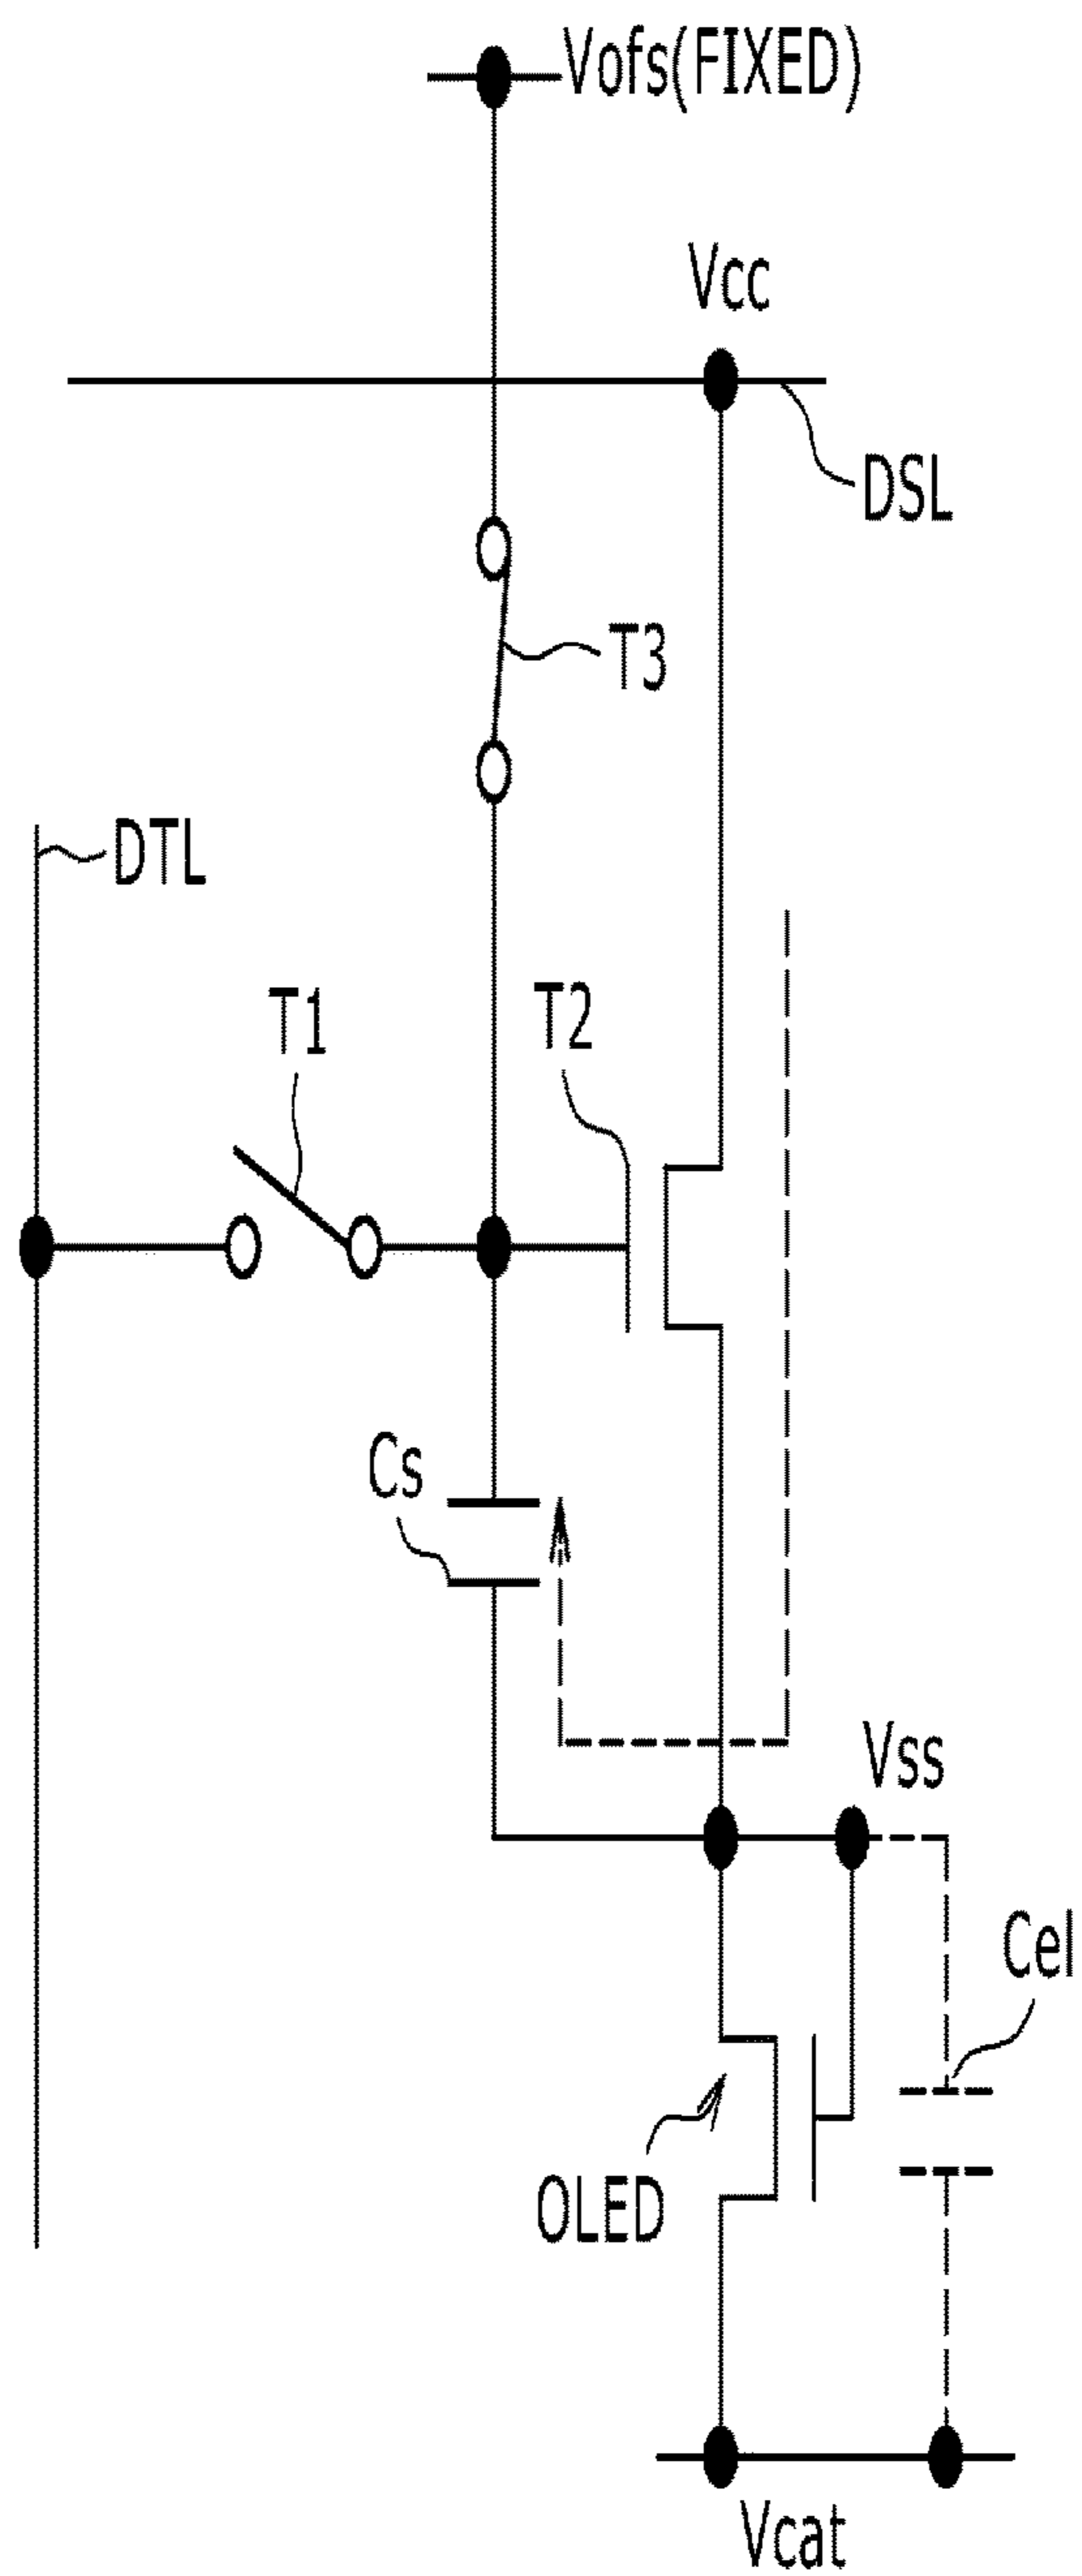 Vofs(FIXED)
Vcc
DSL
T3
DTL
T1
T2
Cs
Vss
Cel
OLED
Vcat